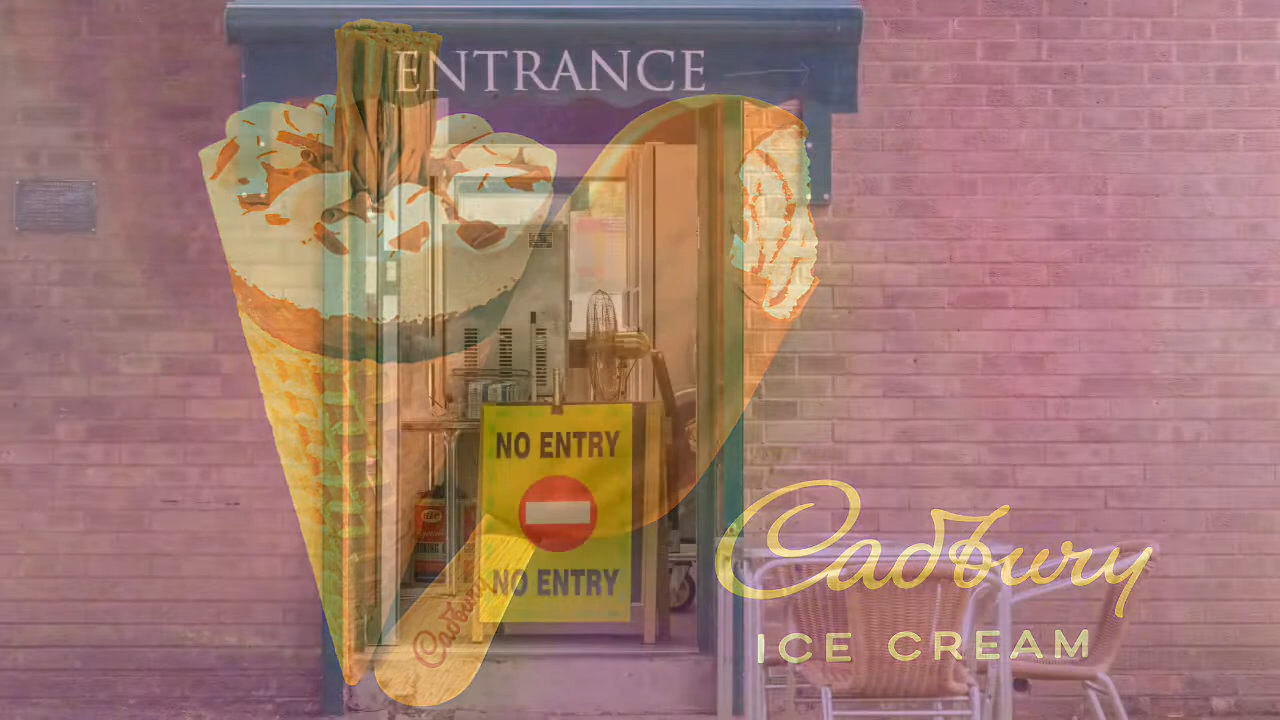 ENTRANCE
NO ENTRY
NO ENTRY
Cadbury
Cadbury
ICE CREAM